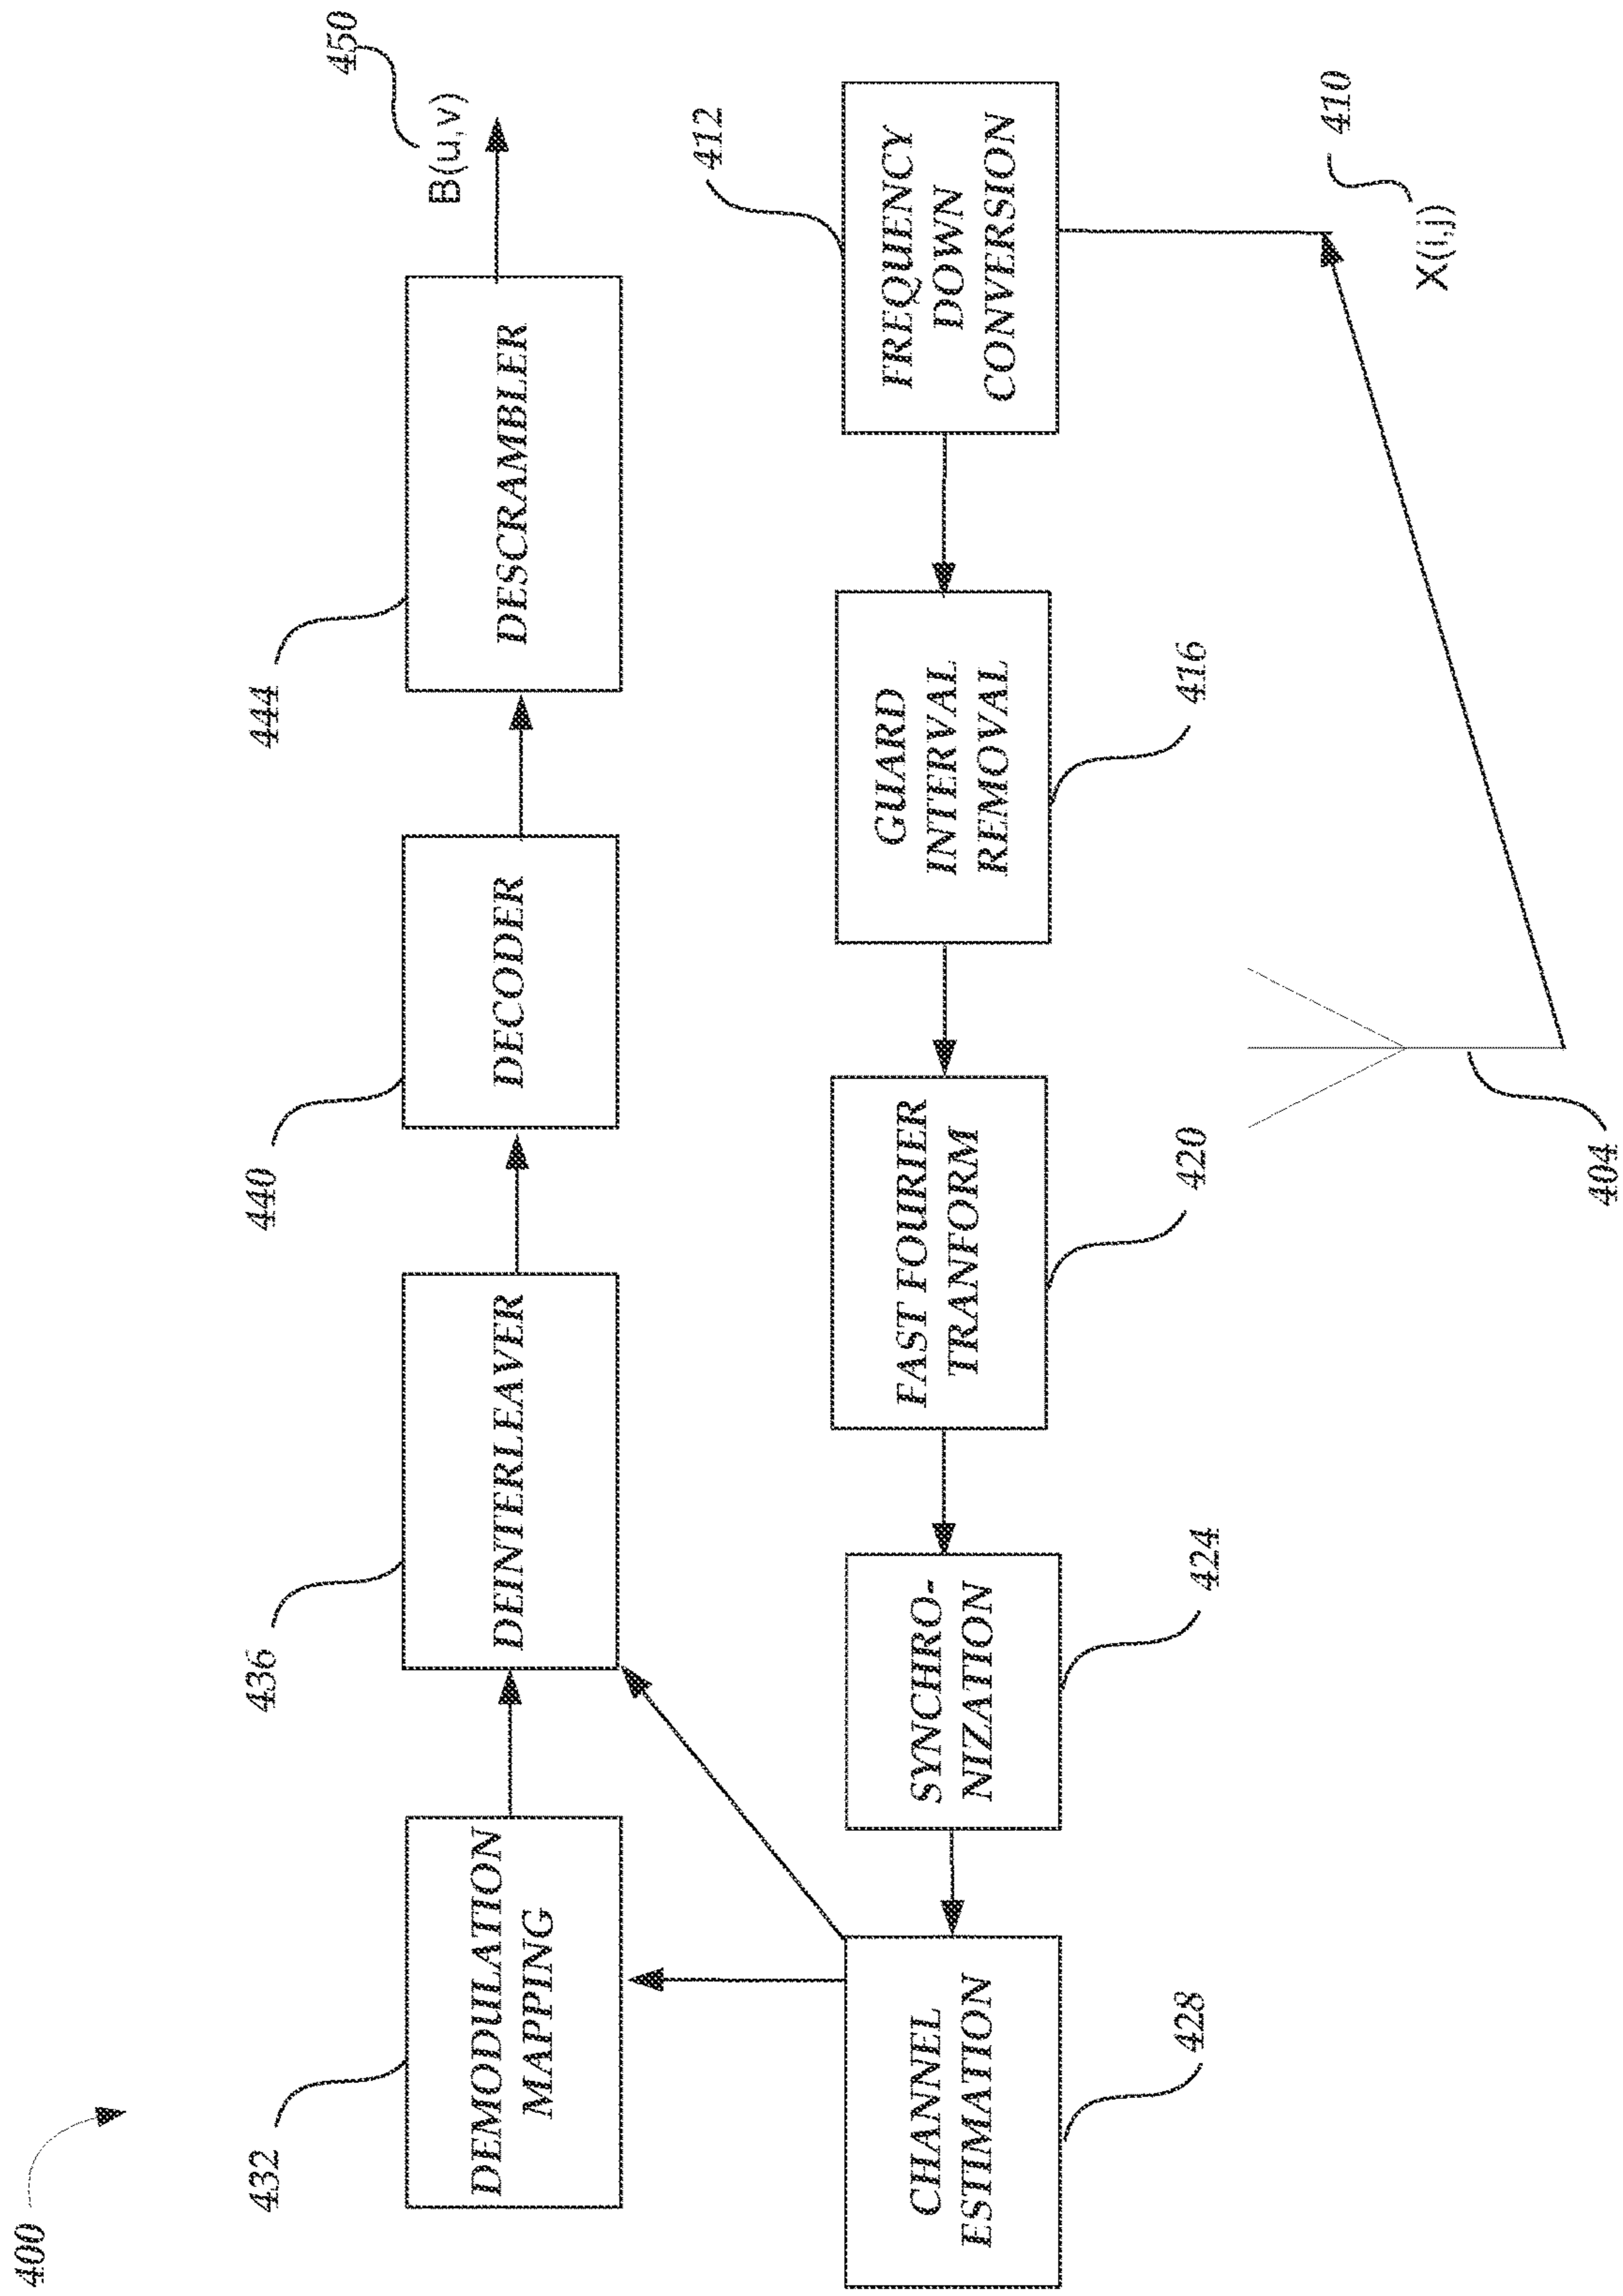 400
432
436
440
444
450
B(u,v)
DEMODULATION
MAPPING
DEINTERLEAVER
DECODER
DESCRAMBLER
412
CHANNEL
ESTIMATION
SYNCHRO-
NIZATION
FAST FOURIER
TRANFORM
GUARD
INTERVAL
REMOVAL
FREQUENCY
DOWN
CONVERSION
428
424
420
416
410
X(i,j)
404